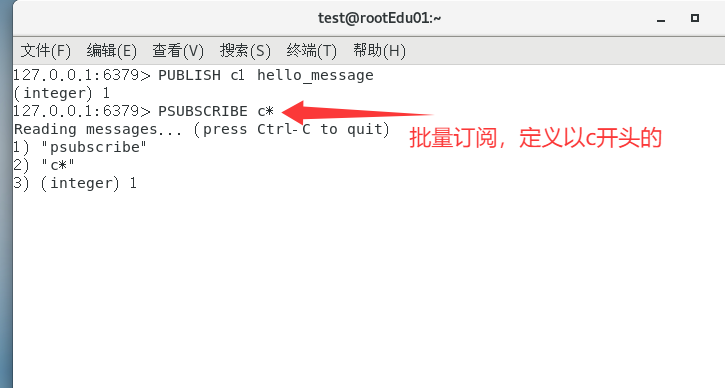 test@rootEdu01:~
文件(F) 编辑(E) 查看(V) 搜索(S) 终端(T) 帮助(H)
127.0.0.1:6379> PUBLISH c1 hello_message
(integer) 1
127.0.0.1:6379> PSUBSCRIBE c*
Reading messages... (press Ctrl-C to quit)
批量订阅，定义以c开头的
1) "psubscribe"
2) "c*"
3) (integer) 1